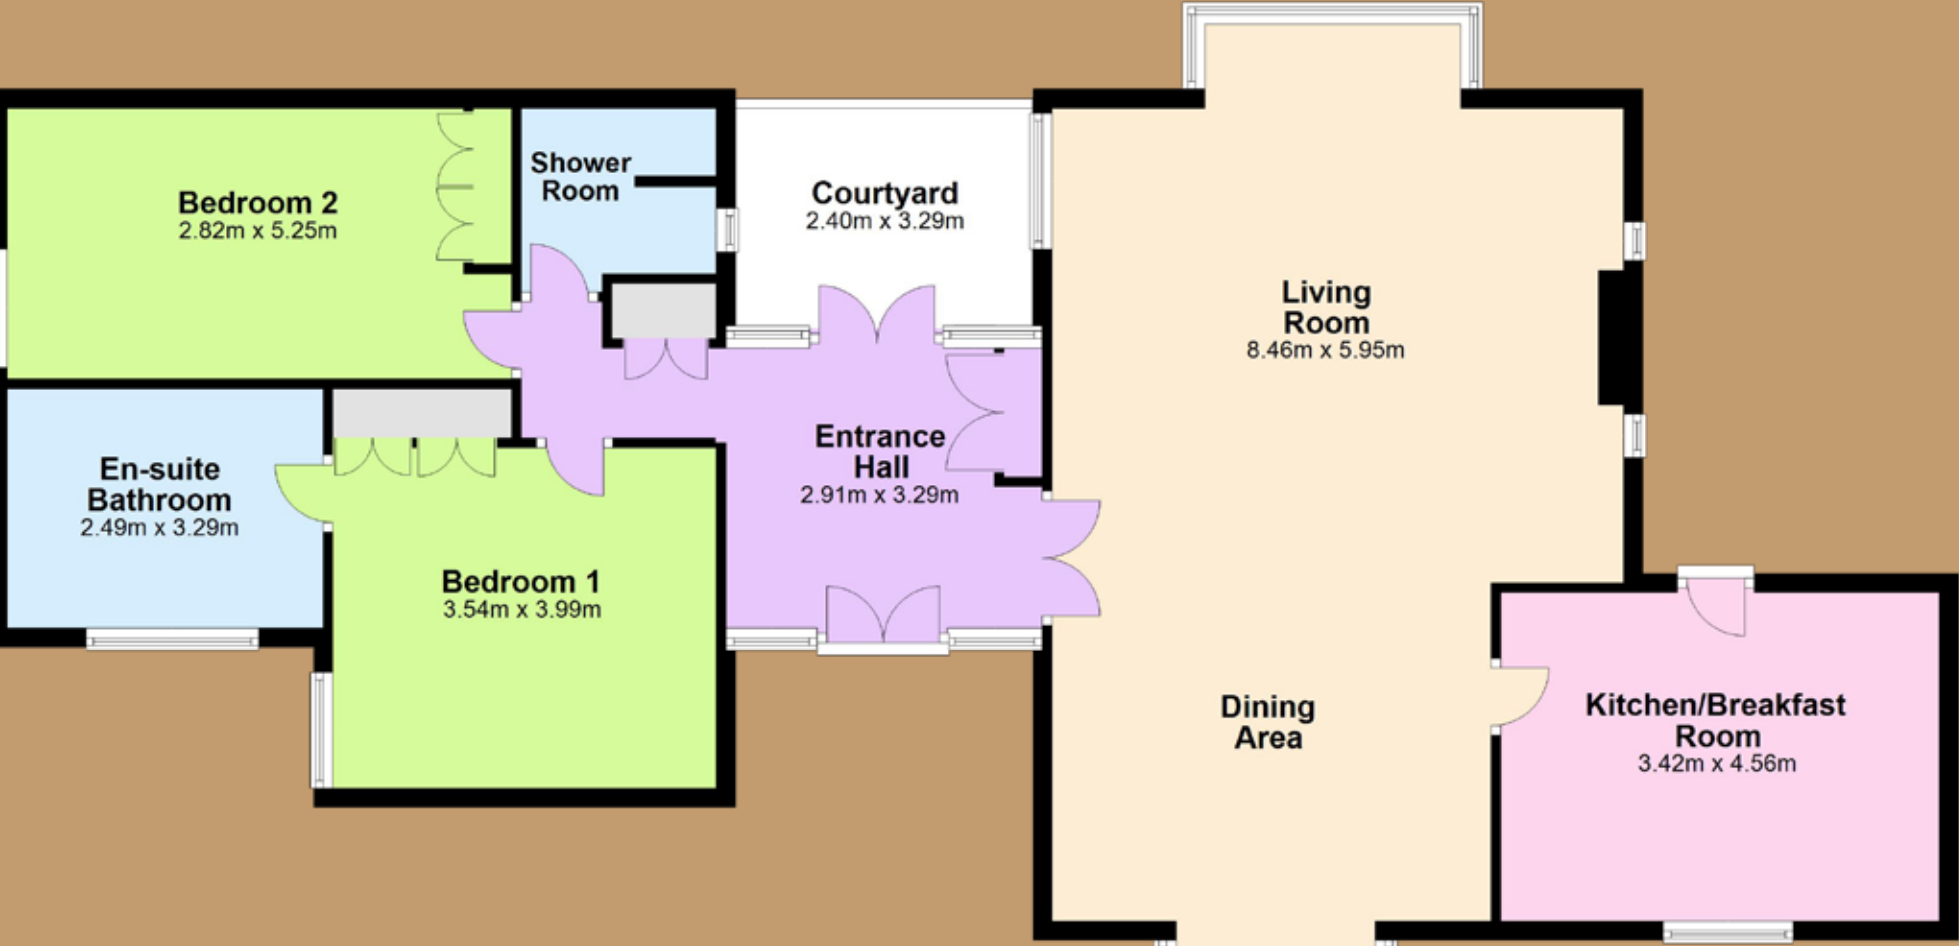 Bedroom 2
2.82m x 5.25m
Shower
Room
Courtyard
2.40m x 3.29m
Living
Room
8.46m x 5.95m
En-suite
Bathroom
2.49m x 3.29m
Entrance
Hall
2.91m x 3.29m
Bedroom 1
3.54m x 3.99m
Dining
Area
Kitchen/Breakfast
Room
3.42m x 4.56m